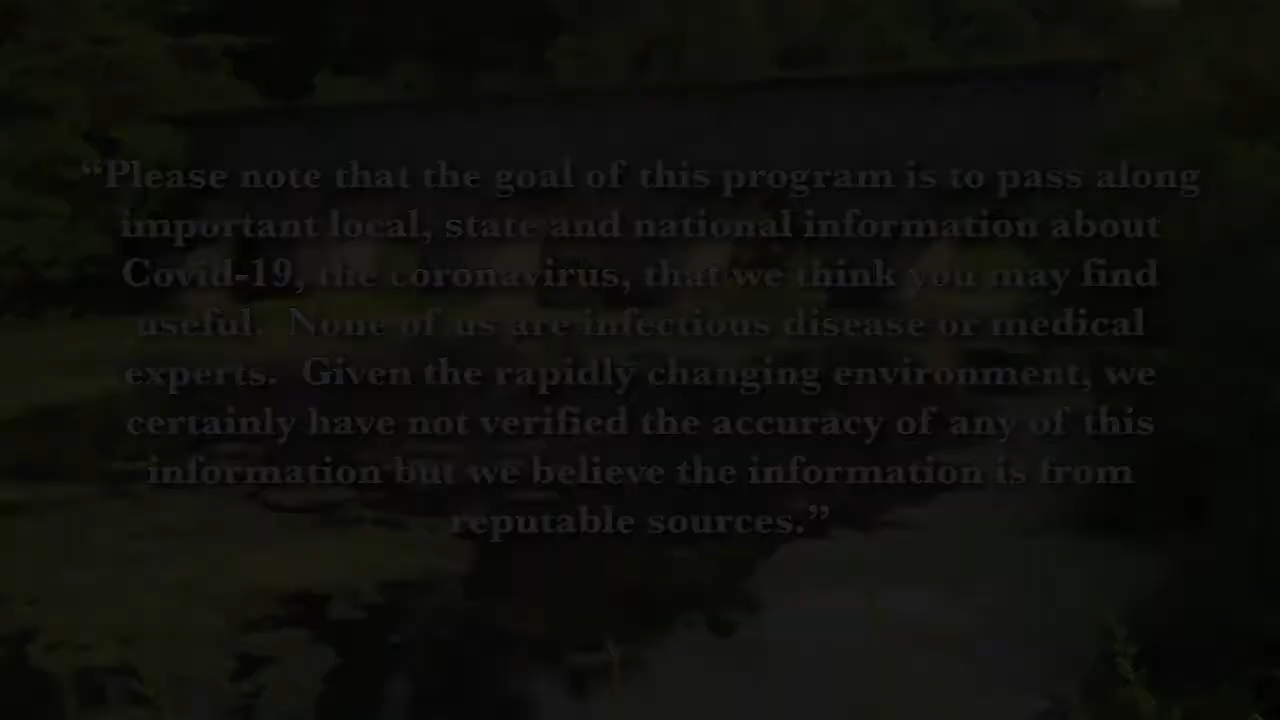 “Please note that the goal of this program is to pass along
important local, state and national information about
Covid-19, the coronavirus, that we think you may find
useful.  None of us are infectious disease or medical
experts.  Given the rapidly changing environment, we
certainly have not verified the accuracy of any of this
information but we believe the information is from
reputable sources.”